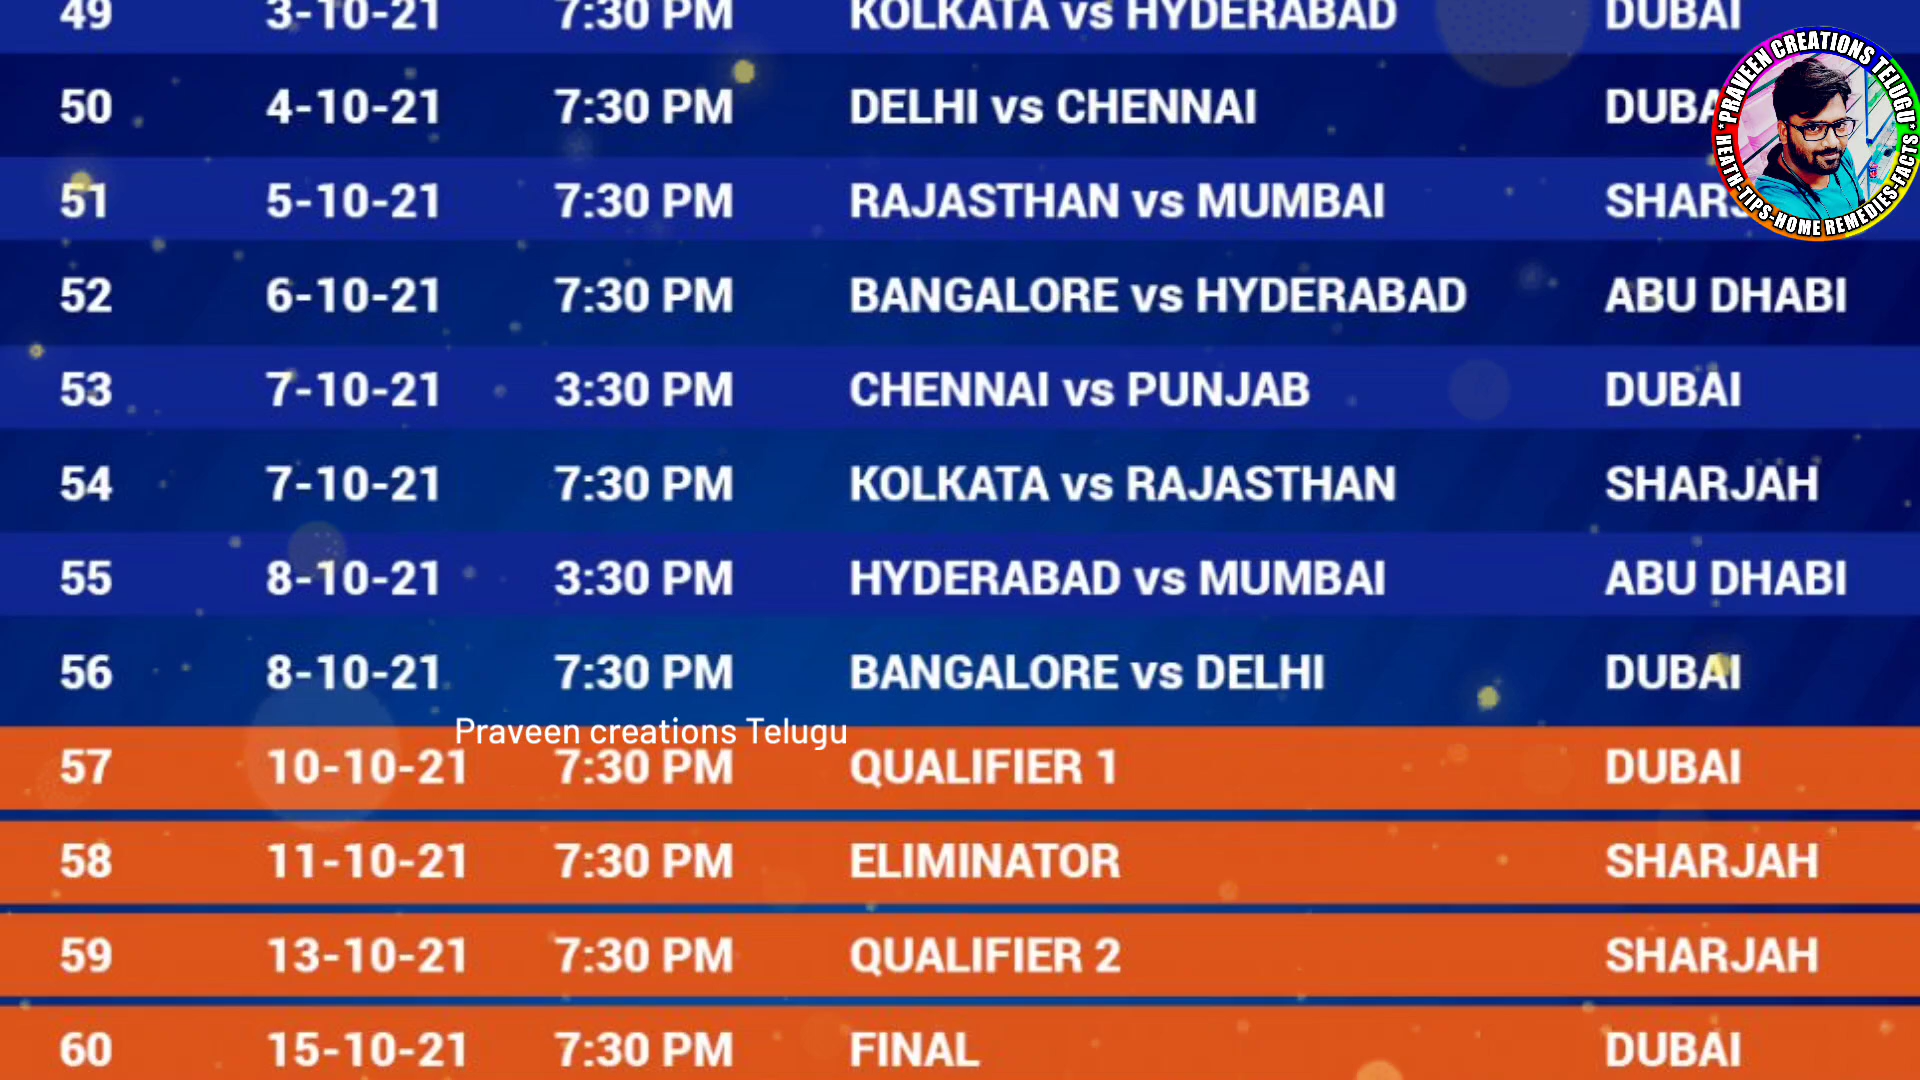 49 3-10-21 7:30 PM KOLKATA vs HYDERABAD DUBAI
50 4-10-21 7:30 PM DELHI vs CHENNAI DUBA
51 5-10-21 7:30 PM RAJASTHAN vs MUMBAI SHARJ
*PRAVEEN CREATIONS TELUGU*
HEATH-TIPS-HOME REMEDIES-FACTS
52 6-10-21 7:30 PM BANGALORE vs HYDERABAD ABU DHABI
53 7-10-21 3:30 PM CHENNAI vs PUNJAB DUBAI
54 7-10-21 7:30 PM KOLKATA vs RAJASTHAN SHARJAH
55 8-10-21 3:30 PM HYDERABAD vs MUMBAI ABU DHABI
56 8-10-21 7:30 PM BANGALORE vs DELHI DUBAI
Praveen creations Telugu
57 10-10-21 7:30 PM QUALIFIER 1 DUBAI
58 11-10-21 7:30 PM ELIMINATOR SHARJAH
59 13-10-21 7:30 PM QUALIFIER 2 SHARJAH
60 15-10-21 7:30 PM FINAL DUBAI